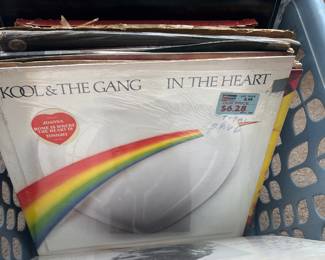 KOOL & THE GANG IN THE HEART
$6.28
JOANNA
HOME IS WHERE
THE HEART IS
TONIGHT